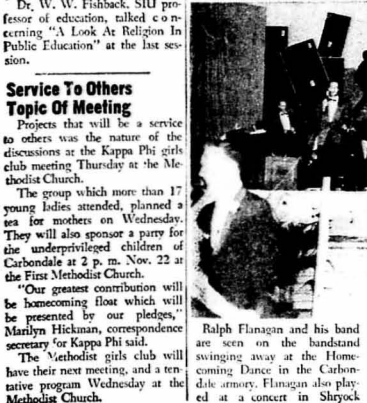 Dr. W. W. Fishback, SIU pro-
fessor of education, talked con-
cerning "A Look At Religion In
Public Education" at the last ses-
sion.
Service To Others
Topic Of Meeting
Projects that will be a service
to others was the nature of the
discussions at the Kappa Phi girls
club meeting Thursday at the Me-
thodist Church.
The group which more than 17
young ladies attended, planned a
tea for mothers on Wednesday.
They will also sponsor a party for
the underprivileged children of
Carbondale at 2 p. m. Nov. 22 at
the First Methodist Church.
"Our greatest contribution will
be homecoming float which will
be presented by our pledges,"
Marilyn Hickman, correspondence
secretary for Kappa Phi said.
The Methodist girls club will
have their next meeting, and a ten-
tative program Wednesday at the
Methodist Church.
Ralph Flanagan and his band
are seen on the bandstand
swinging away at the Home-
coming Dance in the Carbon-
dale armory. Flanagan also play-
ed at a concert in Shryock